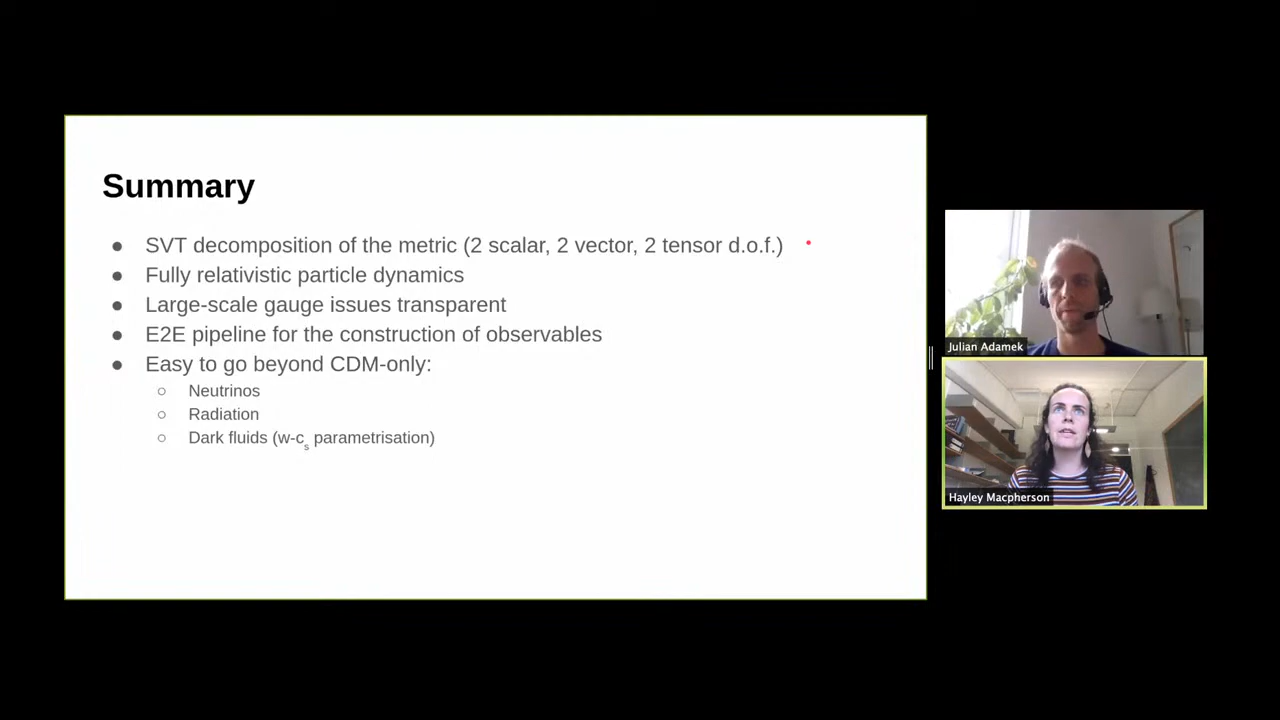 Summary
● SVT decomposition of the metric (2 scalar, 2 vector, 2 tensor d.o.f.)
● Fully relativistic particle dynamics
● Large-scale gauge issues transparent
● E2E pipeline for the construction of observables
● Easy to go beyond CDM-only:
○ Neutrinos
○ Radiation
○ Dark fluids (w-cs parametrisation)
Julian Adamek
Hayley Macpherson